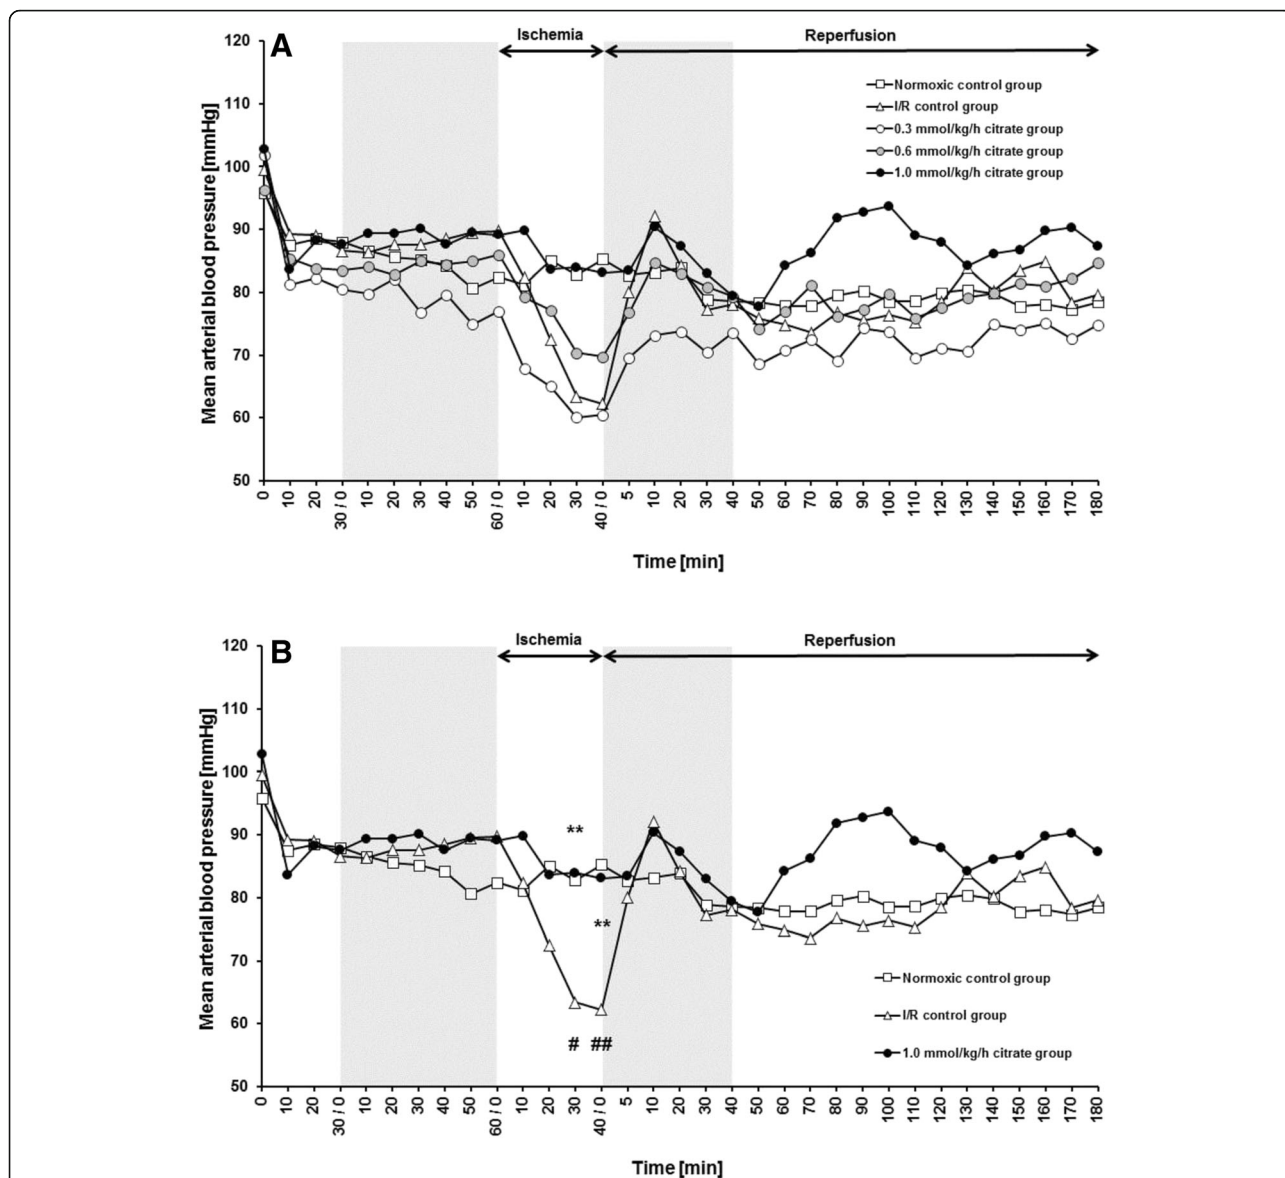 A
Ischemia
Reperfusion
Mean arterial blood pressure [mmHg]
120
110
100
90
80
70
60
50
Normoxic control group
I/R control group
0.3 mmol/kg/h citrate group
0.6 mmol/kg/h citrate group
1.0 mmol/kg/h citrate group
0 10 20 30 / 0 10 20 30 40 50 60 / 0 10 20 30 40 / 0 5 10 20 30 40 50 60 70 80 90 100 110 120 130 140 150 160 170 180
Time [min]
B
Ischemia
Reperfusion
Mean arterial blood pressure [mmHg]
120
110
100
90
80
70
60
50
**
**
# ##
Normoxic control group
I/R control group
1.0 mmol/kg/h citrate group
0 10 20 30 / 0 10 20 30 40 50 60 / 0 10 20 30 40 / 0 5 10 20 30 40 50 60 70 80 90 100 110 120 130 140 150 160 170 180
Time [min]